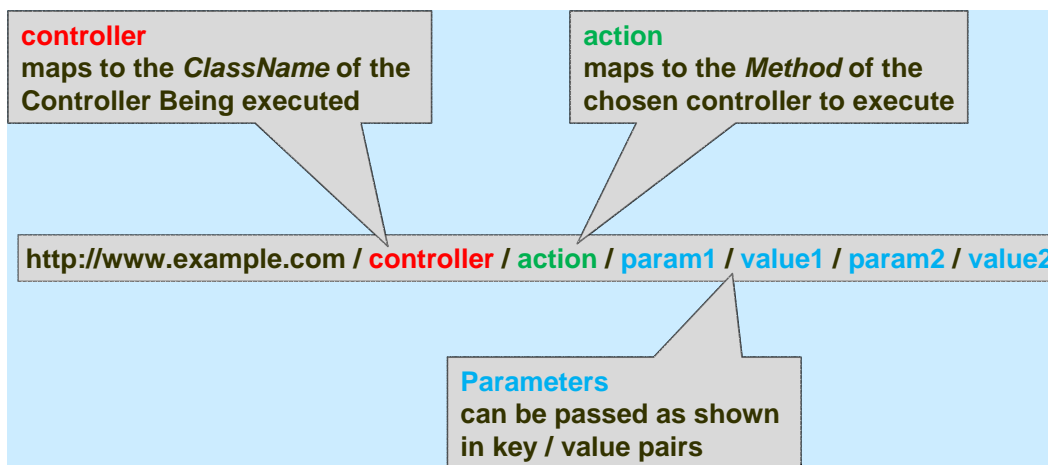 controller
maps to the ClassName of the
Controller Being executed
action
maps to the Method of the
chosen controller to execute
http://www.example.com / controller / action / param1 / value1 / param2 / value2
Parameters
can be passed as shown
in key / value pairs